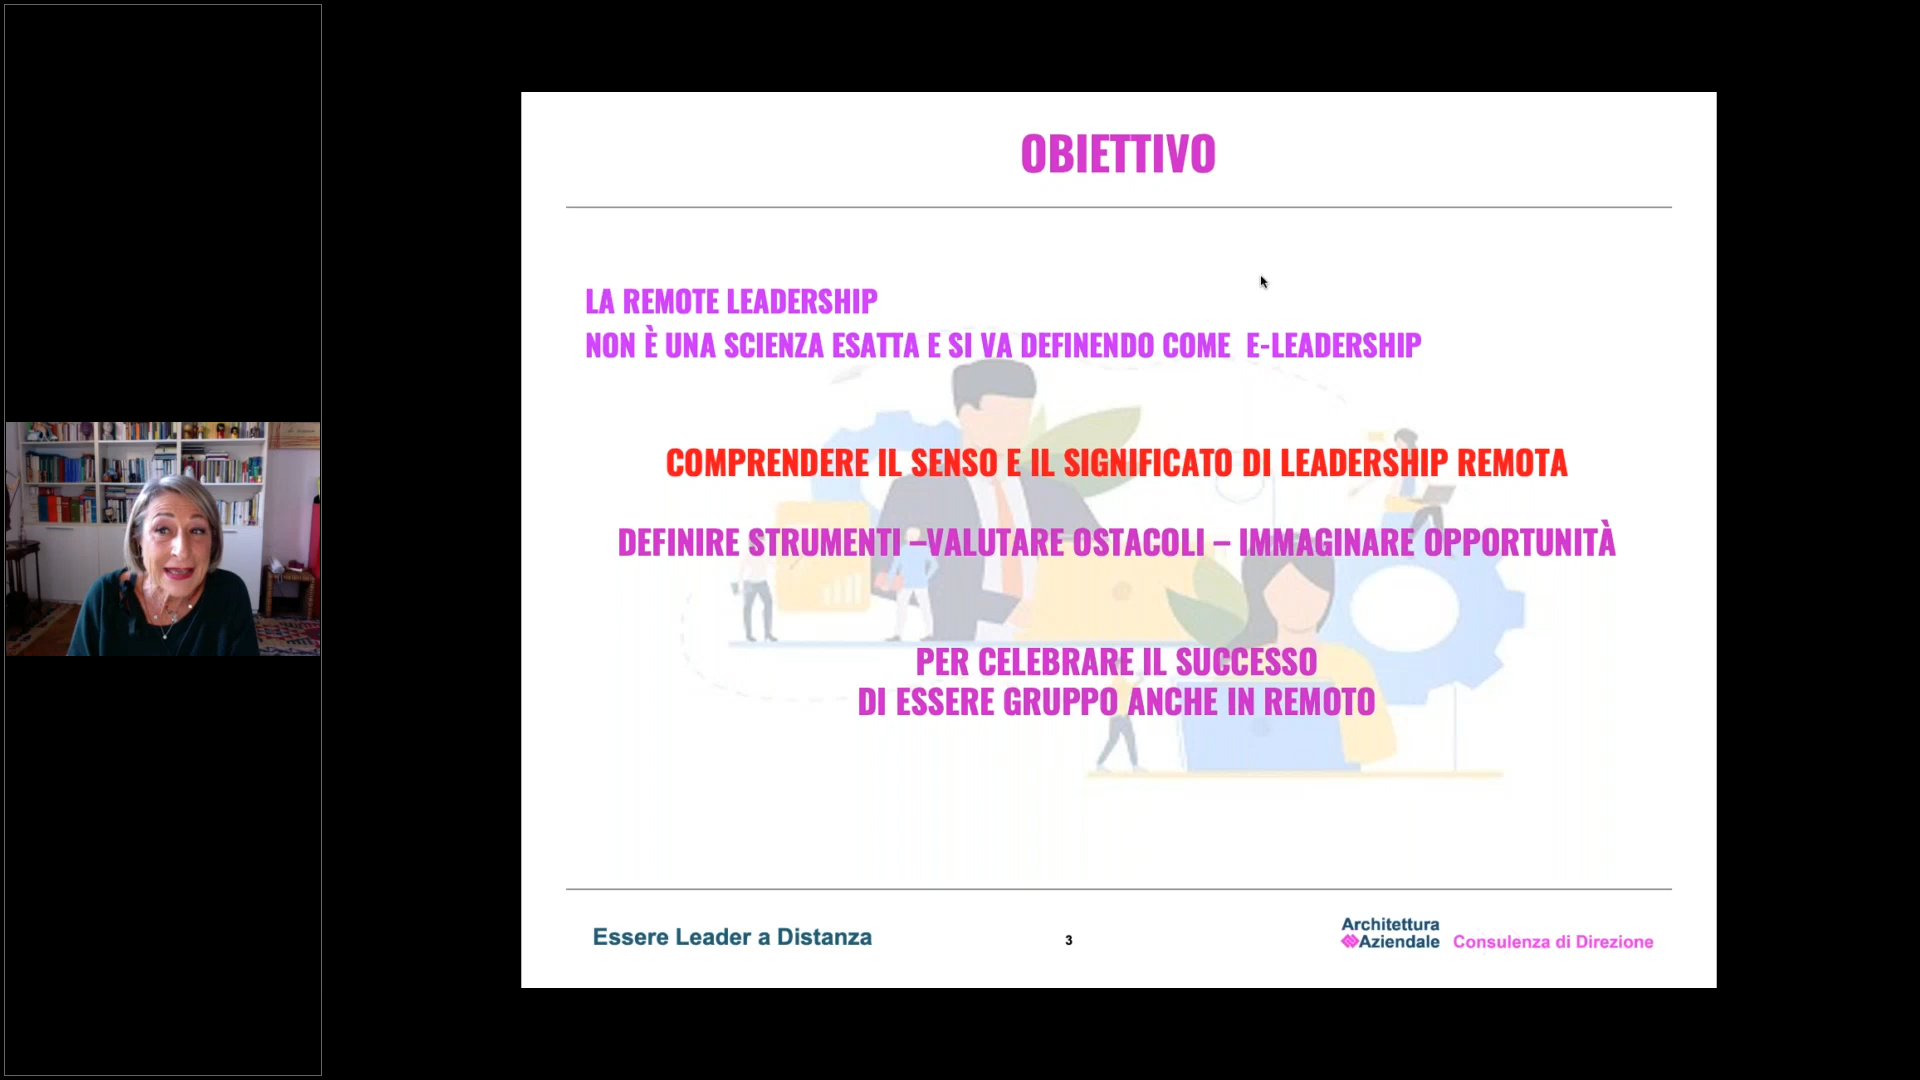 OBIETTIVO
LA REMOTE LEADERSHIP
NON È UNA SCIENZA ESATTA E SI VA DEFINENDO COME E-LEADERSHIP
COMPRENDERE IL SENSO E IL SIGNIFICATO DI LEADERSHIP REMOTA
DEFINIRE STRUMENTI –VALUTARE OSTACOLI – IMMAGINARE OPPORTUNITÀ
PER CELEBRARE IL SUCCESSO
DI ESSERE GRUPPO ANCHE IN REMOTO
Essere Leader a Distanza
3
Architettura
Aziendale Consulenza di Direzione